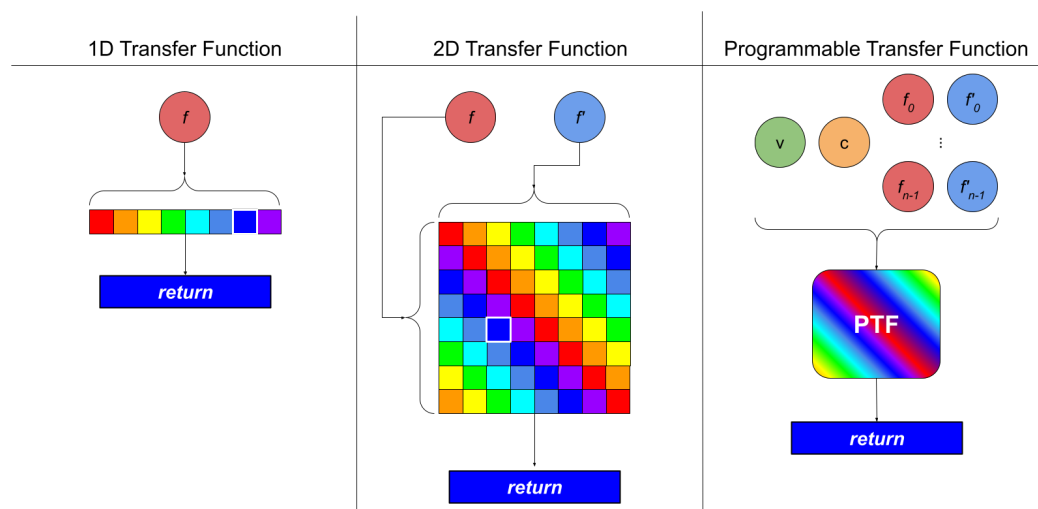 1D Transfer Function
f
return
2D Transfer Function
f
f'
return
Programmable Transfer Function
v
c
f0
f'0
⋮
fn-1
f'n-1
PTF
return